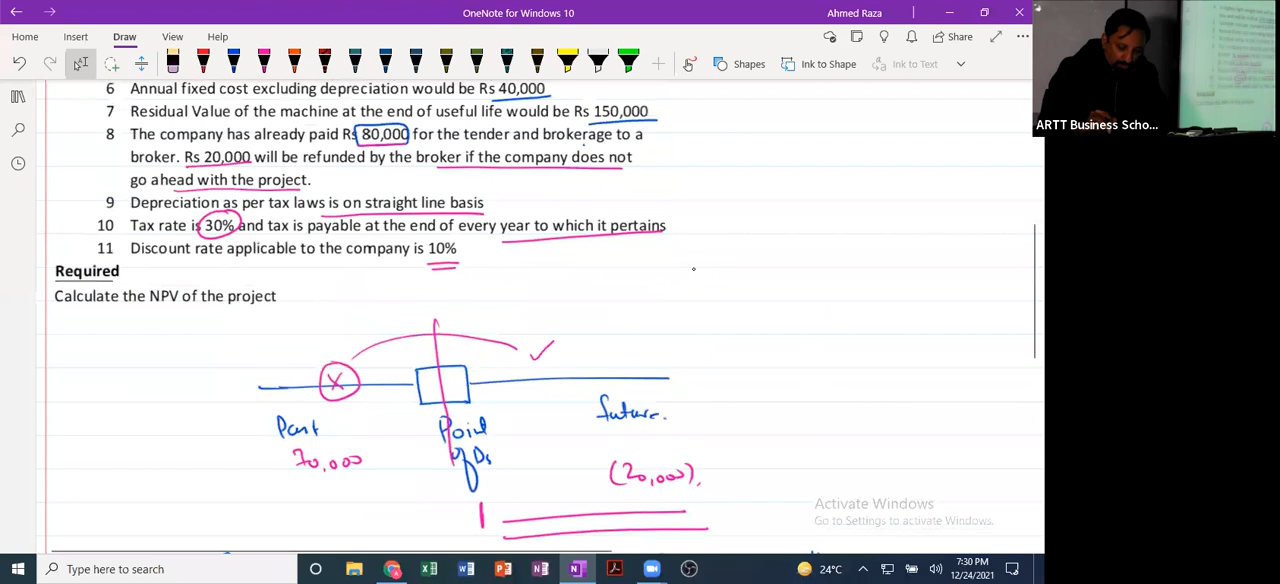 OneNote for Windows 10
Ahmed Raza
Home Insert Draw View Help
Share
Shapes Ink to Shape Ink to Text
6 Annual fixed cost excluding depreciation would be Rs 40,000
7 Residual Value of the machine at the end of useful life would be Rs 150,000
8 The company has already paid Rs 80,000 for the tender and brokerage to a
broker. Rs 20,000 will be refunded by the broker if the company does not
go ahead with the project.
9 Depreciation as per tax laws is on straight line basis
10 Tax rate is 30% and tax is payable at the end of every year to which it pertains
11 Discount rate applicable to the company is 10%
Required
Calculate the NPV of the project
X
Past
Point
of Ds
future.
70,000
(20,000).
ARTT Business Scho...
Activate Windows
Go to Settings to activate Windows.
Type here to search
24°C
7:30 PM
12/24/2021